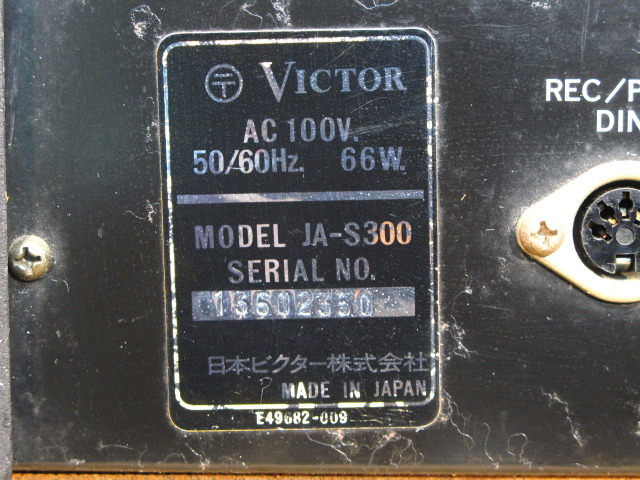 〒 VICTOR
AC 100V.
50/60Hz. 66W.
MODEL JA-S300
SERIAL NO.
15602350
日本ビクター株式会社
MADE IN JAPAN
E49682-009
REC/P
DIN